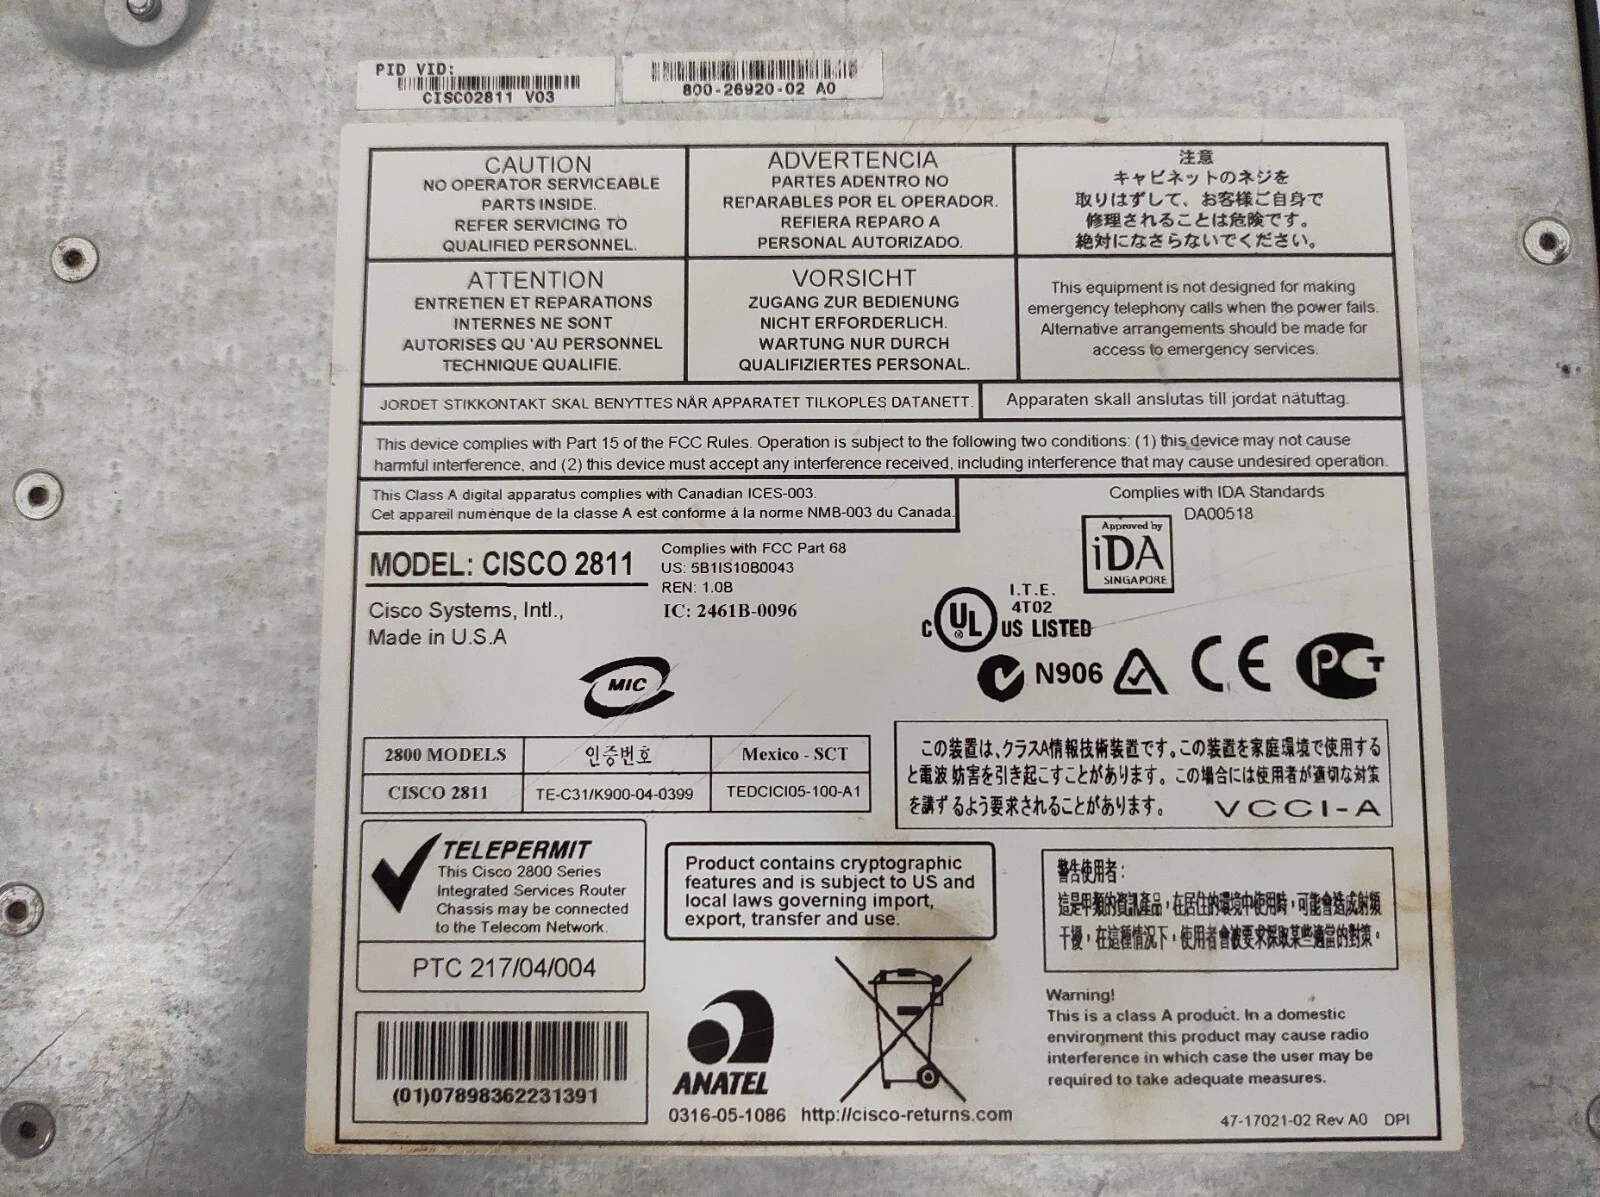 PID VID:
CISCO2811 V03
800-26920-02 A0
CAUTION
NO OPERATOR SERVICEABLE
PARTS INSIDE.
REFER SERVICING TO
QUALIFIED PERSONNEL.
ADVERTENCIA
PARTES ADENTRO NO
REPARABLES POR EL OPERADOR.
REFIERA REPARO A
PERSONAL AUTORIZADO.
注意
キャビネットのネジを
取りはずして、お客様ご自身で
修理されることは危険です。
絶対になさらないでください。
ATTENTION
ENTRETIEN ET REPARATIONS
INTERNES NE SONT
AUTORISES QU 'AU PERSONNEL
TECHNIQUE QUALIFIE.
VORSICHT
ZUGANG ZUR BEDIENUNG
NICHT ERFORDERLICH.
WARTUNG NUR DURCH
QUALIFIZIERTES PERSONAL.
This equipment is not designed for making
emergency telephony calls when the power fails.
Alternative arrangements should be made for
access to emergency services.
JORDET STIKKONTAKT SKAL BENYTTES NÅR APPARATET TILKOPLES DATANETT.
Apparaten skall anslutas till jordat nätuttag.
This device complies with Part 15 of the FCC Rules. Operation is subject to the following two conditions: (1) this device may not cause
harmful interference, and (2) this device must accept any interference received, including interference that may cause undesired operation.
This Class A digital apparatus complies with Canadian ICES-003.
Cet appareil numèrique de la classe A est conforme á la norme NMB-003 du Canada.
Complies with IDA Standards
DA00518
Approved by
iDA
SINGAPORE
MODEL: CISCO 2811
Cisco Systems, Intl.,
Made in U.S.A
Complies with FCC Part 68
US: 5B1IS10B0043
REN: 1.0B
IC: 2461B-0096
C UL US LISTED
I.T.E.
4T02
MIC
N906
CE
PCT
2800 MODELS
인증번호
Mexico - SCT
CISCO 2811
TE-C31/K900-04-0399
TEDCICI05-100-A1
この装置は、クラスA情報技術装置です。この装置を家庭環境で使用する
と電波妨害を引き起こすことがあります。この場合には使用者が適切な対策
を講ずるよう要求されることがあります。 VCCI-A
TELEPERMIT
This Cisco 2800 Series
Integrated Services Router
Chassis may be connected
to the Telecom Network.
PTC 217/04/004
Product contains cryptographic
features and is subject to US and
local laws governing import,
export, transfer and use.
警告使用者：
這是甲類的資訊產品，在居住的環境中使用時，可能會造成射頻
干擾，在這種情況下，使用者會被要求採取某些適當的對策。
(01)07898362231391
ANATEL
0316-05-1086
http://cisco-returns.com
Warning!
This is a class A product. In a domestic
environment this product may cause radio
interference in which case the user may be
required to take adequate measures.
47-17021-02 Rev A0 DPI